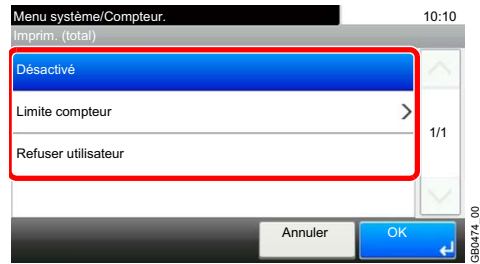 Menu système/Compteur. 10:10
Imprim. (total)
Désactivé
Limite compteur
1/1
Refuser utilisateur
Annuler OK
GB0474_00